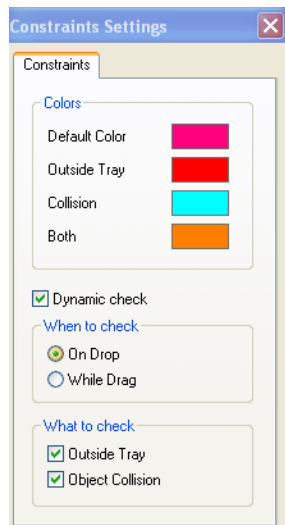 Constraints Settings
Constraints
Colors
Default Color
Outside Tray
Collision
Both
Dynamic check
When to check
On Drop
While Drag
What to check
Outside Tray
Object Collision